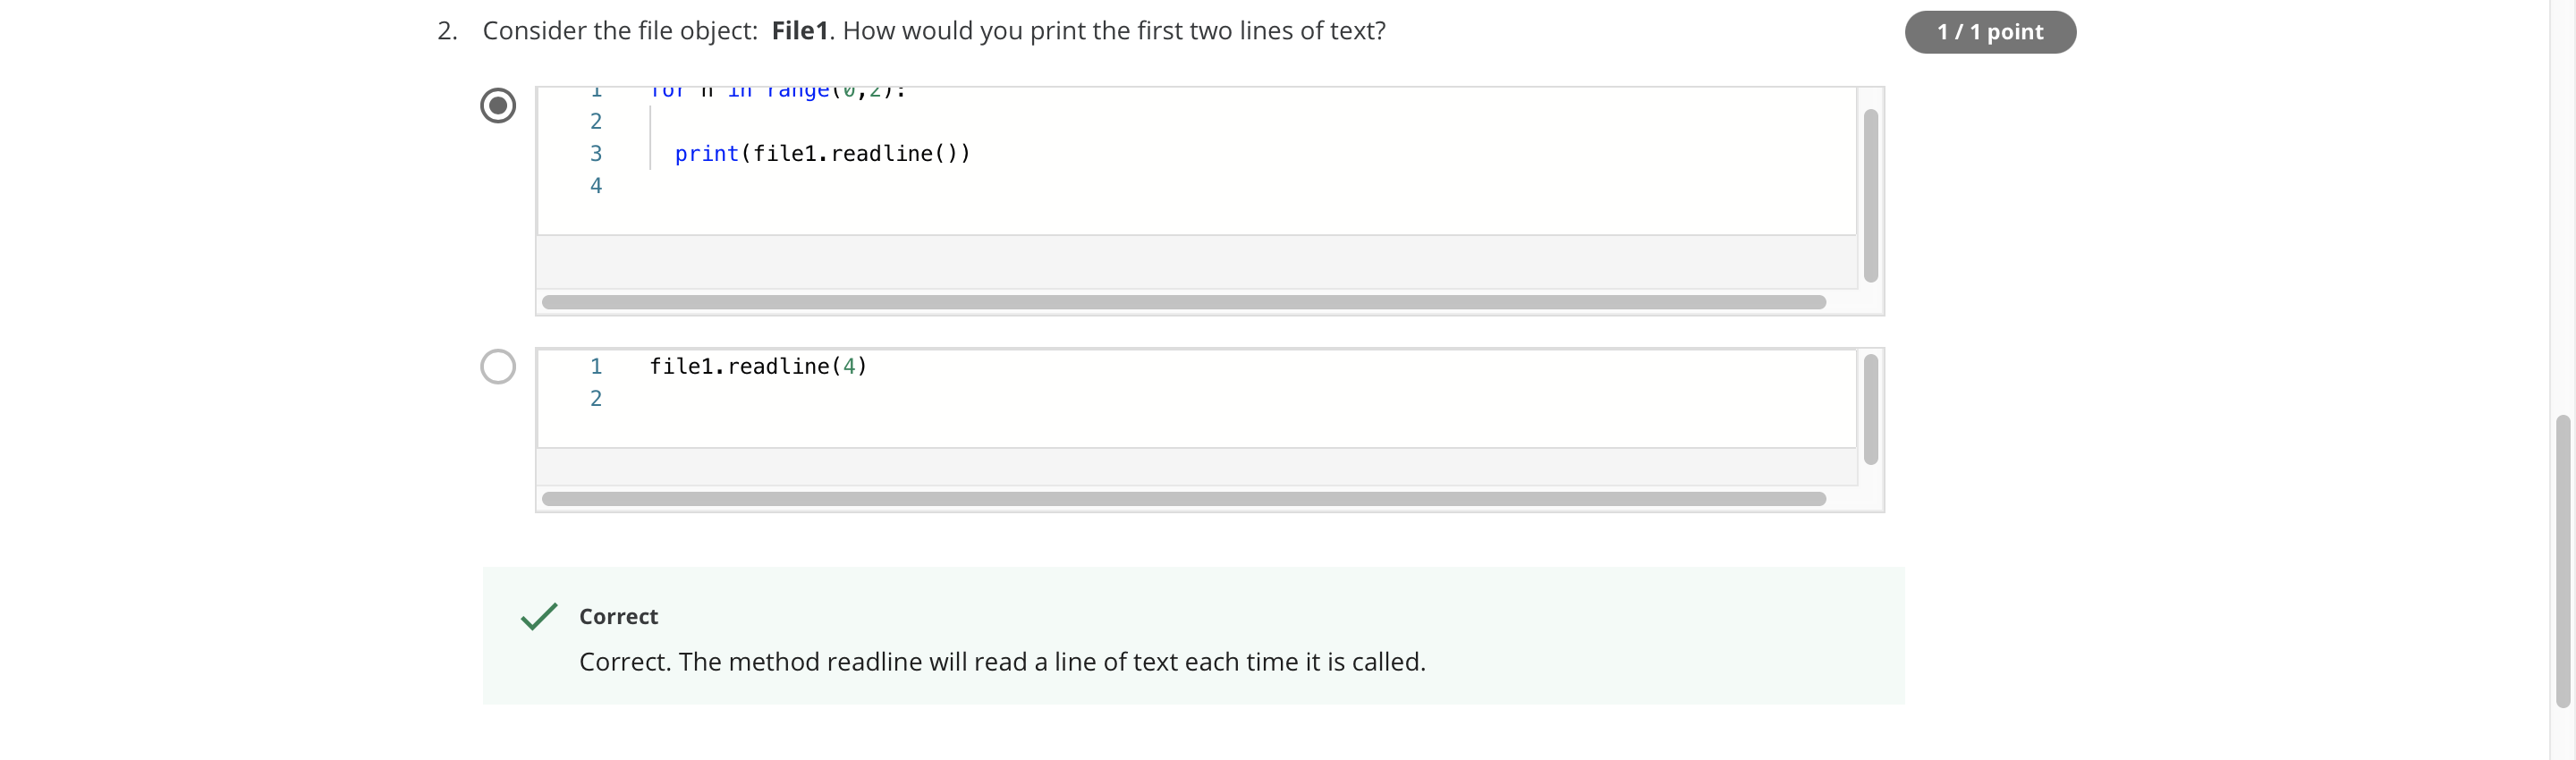 2. Consider the file object: File1. How would you print the first two lines of text?
1 / 1 point
1 for n in range(0,2):
2
3 print(file1.readline())
4
1 file1.readline(4)
2
Correct
Correct. The method readline will read a line of text each time it is called.